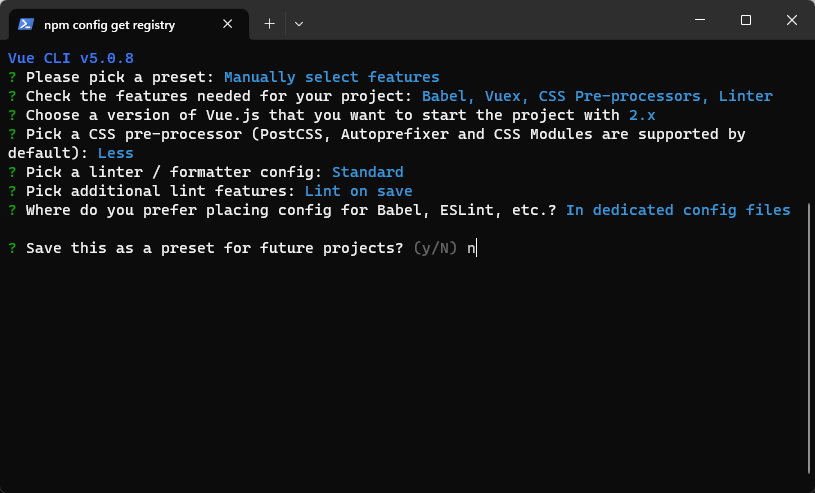 npm config get registry
Vue CLI v5.0.8
? Please pick a preset: Manually select features
? Check the features needed for your project: Babel, Vuex, CSS Pre-processors, Linter
? Choose a version of Vue.js that you want to start the project with 2.x
? Pick a CSS pre-processor (PostCSS, Autoprefixer and CSS Modules are supported by
default): Less
? Pick a linter / formatter config: Standard
? Pick additional lint features: Lint on save
? Where do you prefer placing config for Babel, ESLint, etc.? In dedicated config files
? Save this as a preset for future projects? (y/N) n